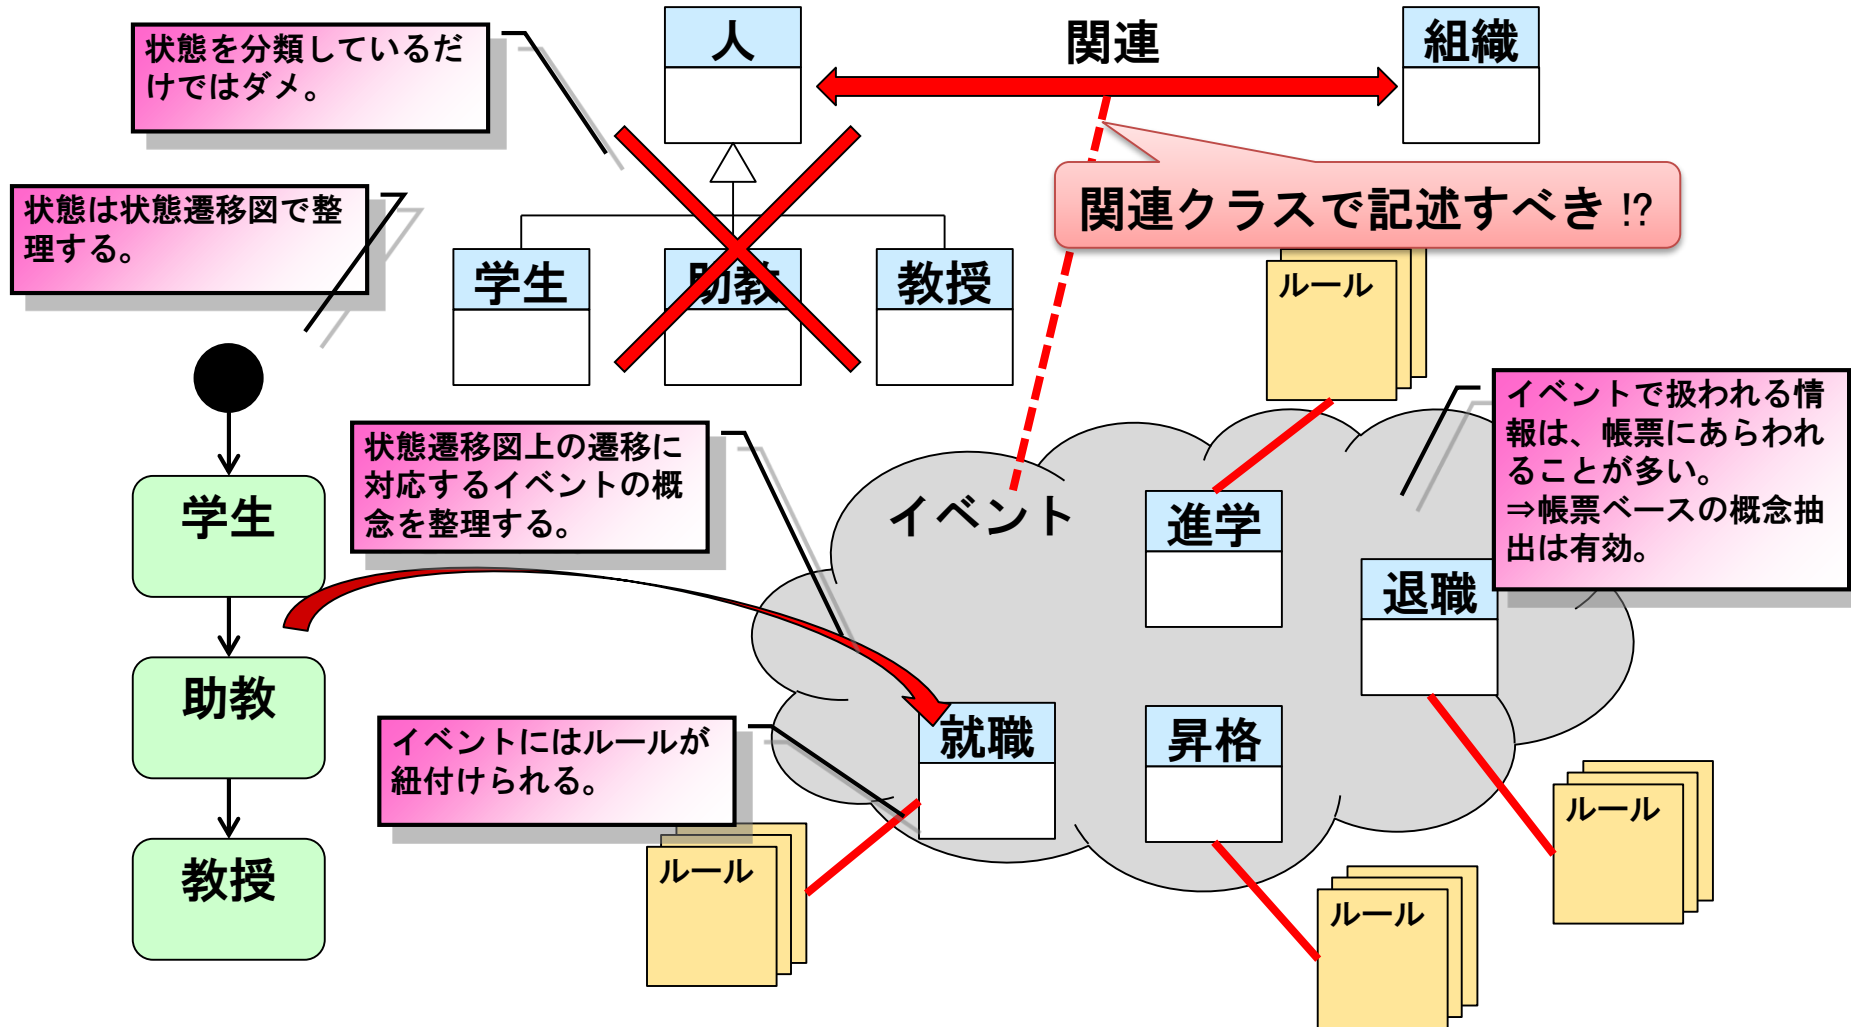 状態を分類しているだ
けではダメ。
人
関連
組織
状態は状態遷移図で整
理する。
関連クラスで記述すべき !?
学生
助教
教授
ルール
イベントで扱われる情
報は、帳票にあらわれ
ることが多い。
⇒帳票ベースの概念抽
出は有効。
状態遷移図上の遷移に
対応するイベントの概
念を整理する。
イベント
進学
学生
退職
助教
イベントにはルールが
紐付けられる。
就職
昇格
ルール
教授
ルール
ルール